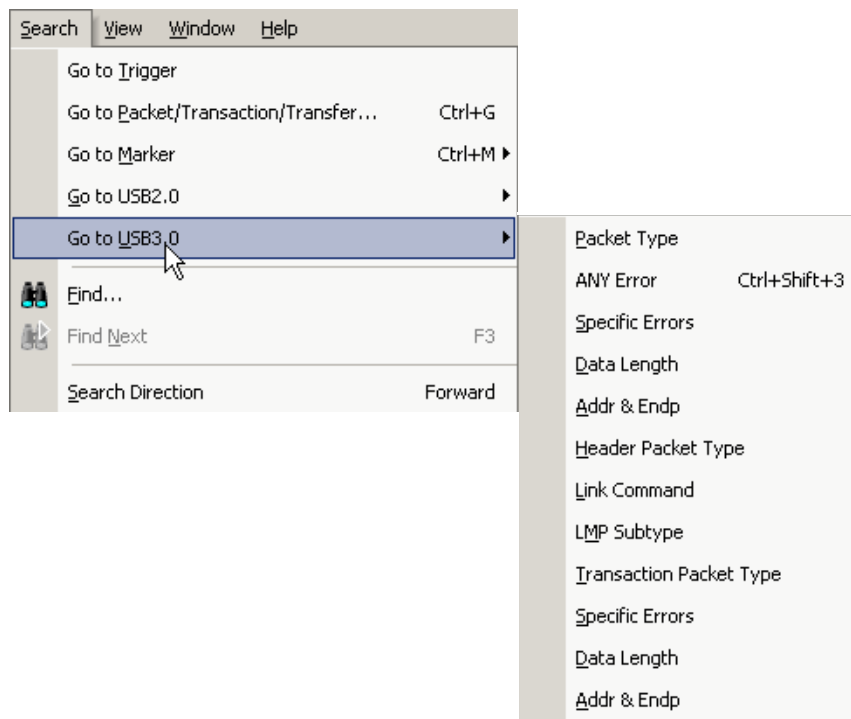 Search View Window Help
Go to Trigger
Go to Packet/Transaction/Transfer... Ctrl+G
Go to Marker Ctrl+M
Go to USB2.0
Go to USB3.0
Find...
Find Next F3
Search Direction Forward
Packet Type
ANY Error Ctrl+Shift+3
Specific Errors
Data Length
Addr & Endp
Header Packet Type
Link Command
LMP Subtype
Transaction Packet Type
Specific Errors
Data Length
Addr & Endp